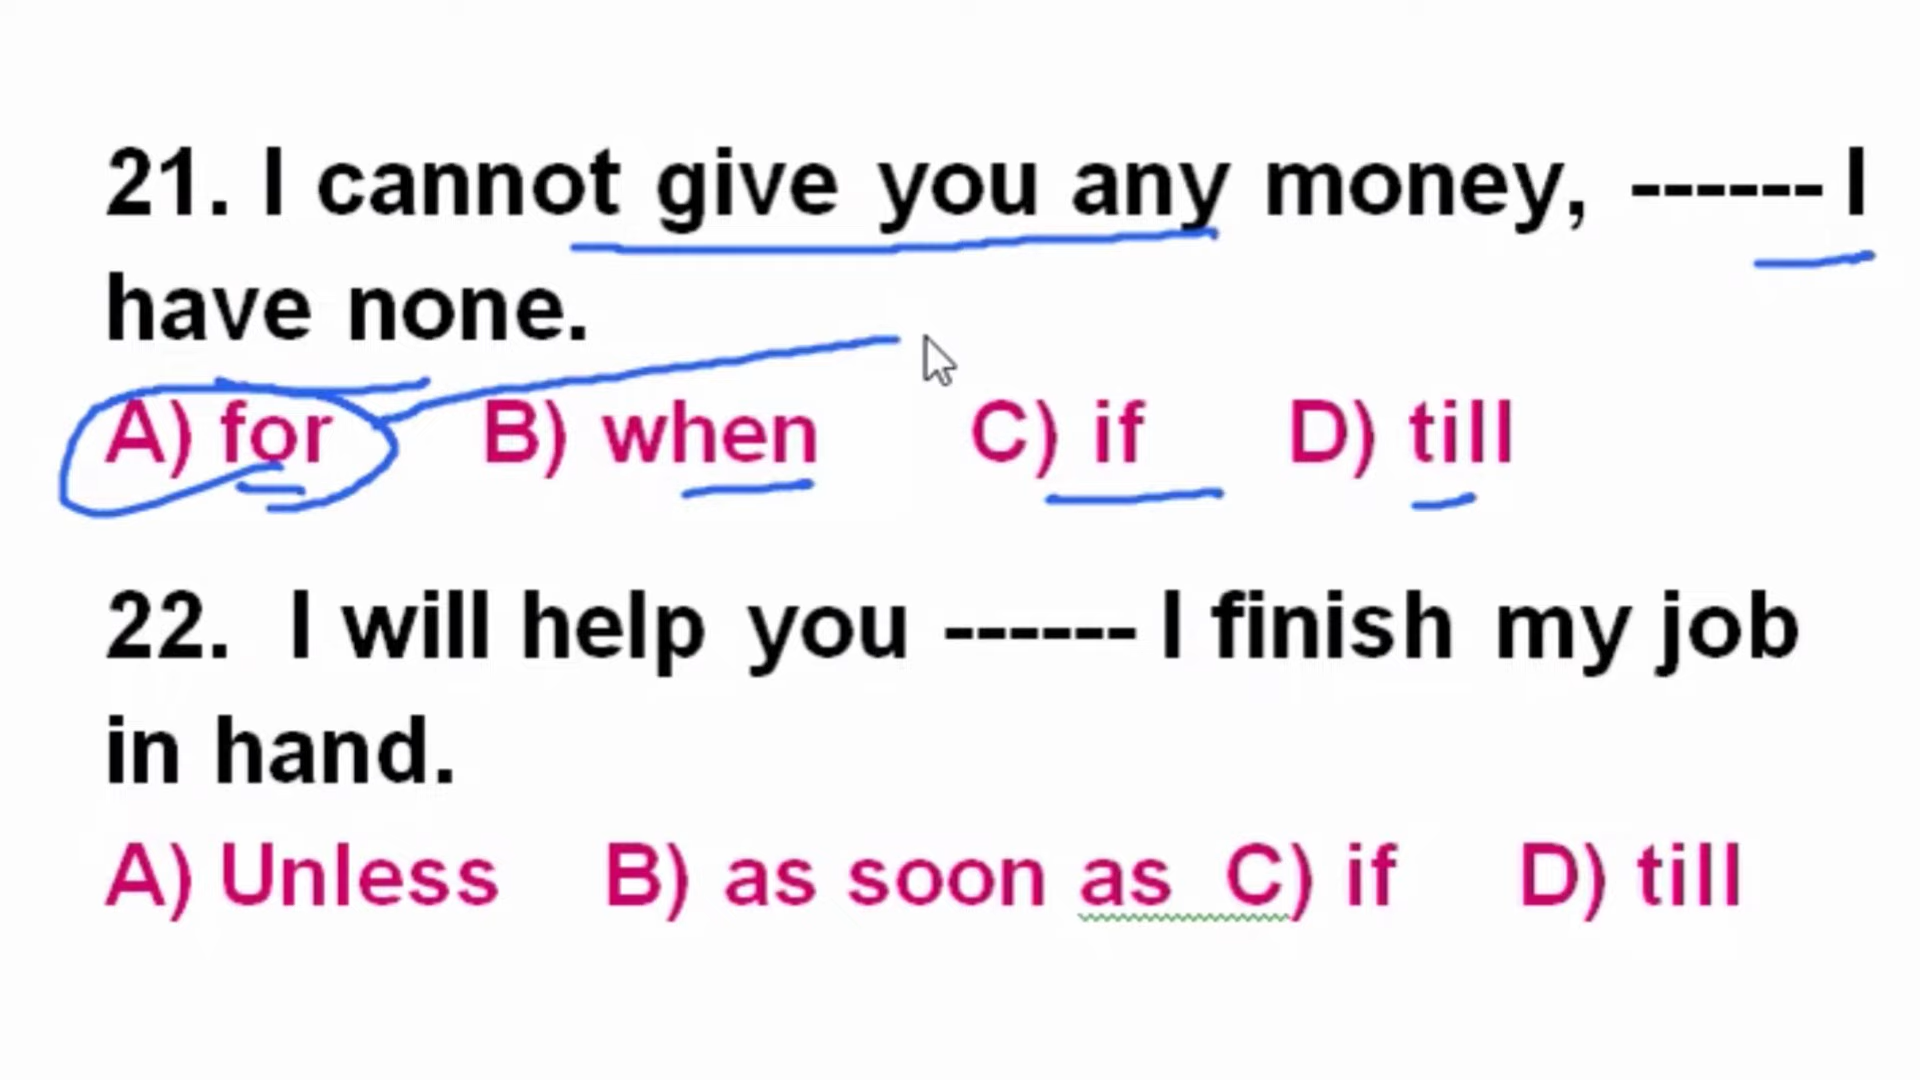 21. I cannot give you any money, ------ I
have none.
A) for B) when C) if D) till
22. I will help you ------ I finish my job
in hand.
A) Unless B) as soon as C) if D) till